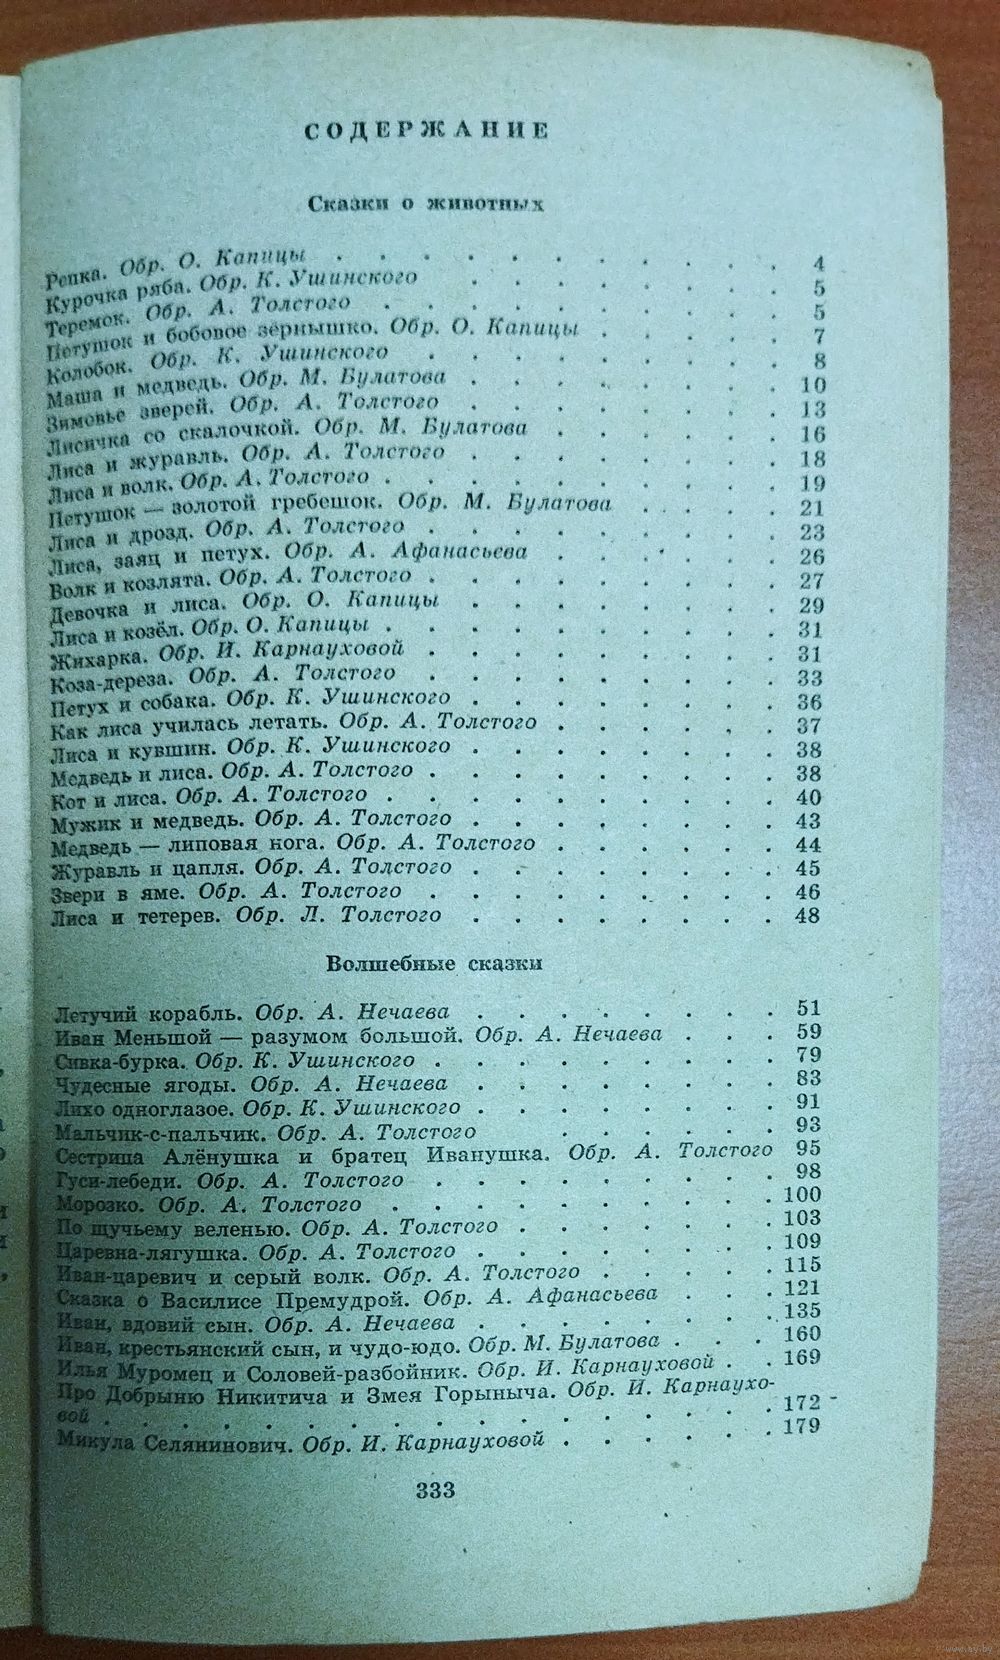 СОДЕРЖАНИЕ
Сказки о животных
Репка. Обр. О. Капицы . . . . . . . . . . . 4
Курочка ряба. Обр. К. Ушинского . . . . . . . . 5
Теремок. Обр. А. Толстого . . . . . . . . . . 5
Петушок и бобовое зёрнышко. Обр. О. Капицы . . . . . 7
Колобок. Обр. К. Ушинского . . . . . . . . . 8
Маша и медведь. Обр. М. Булатова . . . . . . . . 10
Зимовье зверей. Обр. А. Толстого . . . . . . . . 13
Лисичка со скалочкой. Обр. М. Булатова . . . . . . 16
Лиса и журавль. Обр. А. Толстого . . . . . . . . 18
Лиса и волк. Обр. А. Толстого . . . . . . . . . . 19
Петушок — золотой гребешок. Обр. М. Булатова . . . . 21
Лиса и дрозд. Обр. А. Толстого . . . . . . . . . 23
Лиса, заяц и петух. Обр. А. Афанасьева . . . . . . 26
Волк и козлята. Обр. А. Толстого . . . . . . . . . 27
Девочка и лиса. Обр. О. Капицы . . . . . . . . 29
Лиса и козёл. Обр. О. Капицы . . . . . . . . . . 31
Жихарка. Обр. И. Карнауховой . . . . . . . . . 31
Коза-дереза. Обр. А. Толстого . . . . . . . . . 33
Петух и собака. Обр. К. Ушинского . . . . . . . . 36
Как лиса училась летать. Обр. А. Толстого . . . . . . 37
Лиса и кувшин. Обр. К. Ушинского . . . . . . . . 38
Медведь и лиса. Обр. А. Толстого . . . . . . . . . 38
Кот и лиса. Обр. А. Толстого . . . . . . . . . . 40
Мужик и медведь. Обр. А. Толстого . . . . . . . . 43
Медведь — липовая нога. Обр. А. Толстого . . . . . . 44
Журавль и цапля. Обр. А. Толстого . . . . . . . . 45
Звери в яме. Обр. А. Толстого . . . . . . . . . 46
Лиса и тетерев. Обр. Л. Толстого . . . . . . . . 48
Волшебные сказки
Летучий корабль. Обр. А. Нечаева . . . . . . . . 51
Иван Меньшой — разумом большой. Обр. А. Нечаева . . . 59
Сивка-бурка. Обр. К. Ушинского . . . . . . . . . 79
Чудесные ягоды. Обр. А. Нечаева . . . . . . . . 83
Лихо одноглазое. Обр. К. Ушинского . . . . . . . . 91
Мальчик-с-пальчик. Обр. А. Толстого . . . . . . 93
Сестрица Алёнушка и братец Иванушка. Обр. А. Толстого 95
Гуси-лебеди. Обр. А. Толстого . . . . . . . . . 98
Морозко. Обр. А. Толстого . . . . . . . . . . 100
По щучьему веленью. Обр. А. Толстого . . . . . . . 103
Царевна-лягушка. Обр. А. Толстого . . . . . . . . 109
Иван-царевич и серый волк. Обр. А. Толстого . . . . . 115
Сказка о Василисе Премудрой. Обр. А. Афанасьева . . . 121
Иван, вдовий сын. Обр. А. Нечаева . . . . . . . . 135
Иван, крестьянский сын, и чудо-юдо. Обр. М. Булатова . . . 160
Илья Муромец и Соловей-разбойник. Обр. И. Карнауховой . . 169
Про Добрыню Никитича и Змея Горыныча. Обр. И. Карнаухо-
вой . . . . . . . . . . . . . . . . . 172
Микула Селянинович. Обр. И. Карнауховой . . . . . . 179
333
www.ay.by